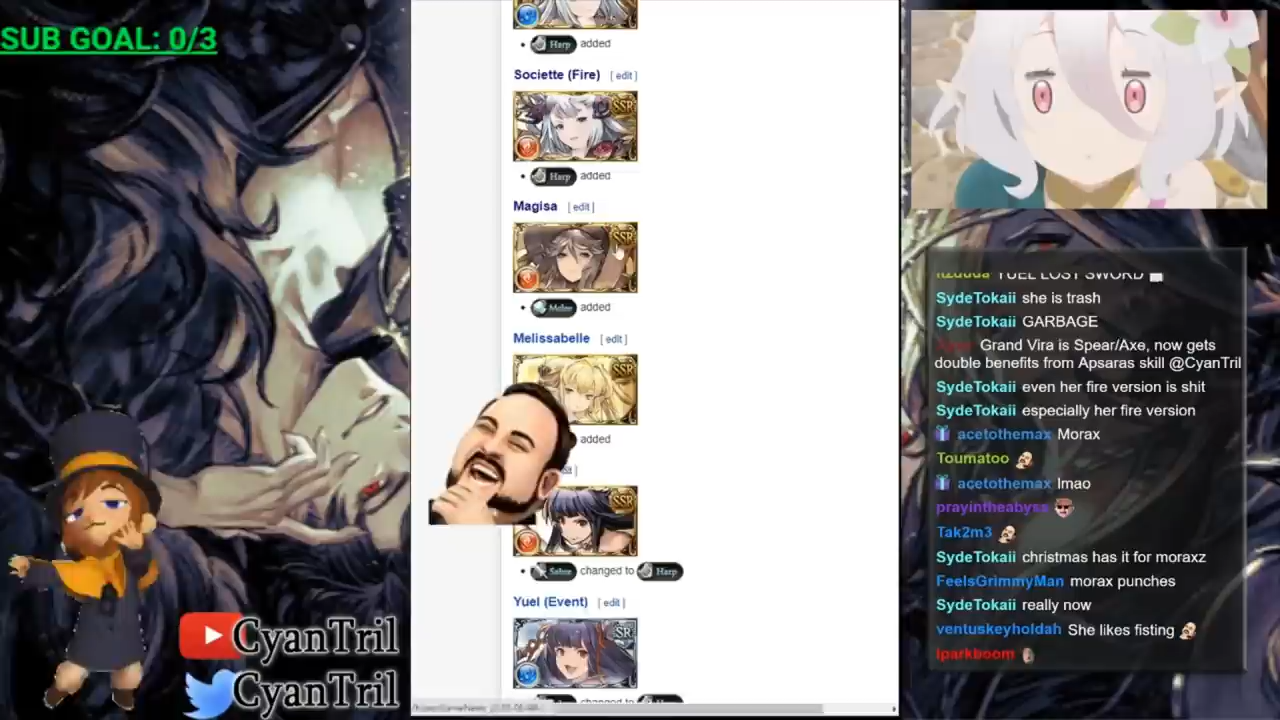 SUB GOAL: 0/3
Harp added
Societte (Fire) [ edit ]
SSR
Harp added
Magisa [ edit ]
SSR
Melee added
Melissabelle [ edit ]
SSR
added
SSR
Sabre changed to Harp
Yuel (Event) [ edit ]
SR
changed to
CyanTril
CyanTril
YUEL LOST SWORD
SydeTokaii she is trash
SydeTokaii GARBAGE
Grand Vira is Spear/Axe, now gets
double benefits from Apsaras skill @CyanTril
SydeTokaii even her fire version is shit
SydeTokaii especially her fire version
acetothemax Morax
Toumatoo
acetothemax lmao
prayintheabyss
Tak2m3
SydeTokaii christmas has it for moraxz
FeelsGrimmyMan morax punches
SydeTokaii really now
ventuskeyholdah She likes fisting
iparkboom